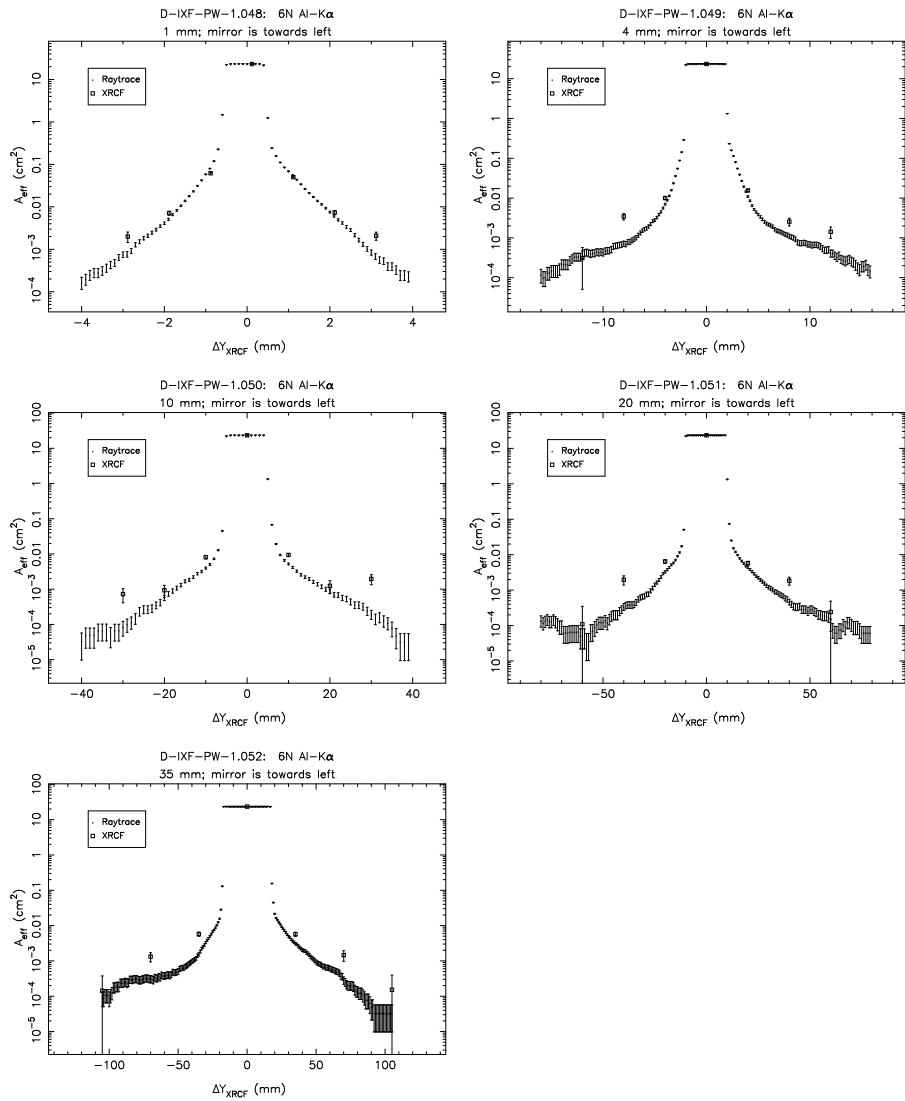 D-IXF-PW-1.048: 6N Al-Kα
1 mm; mirror is towards left
Raytrace
XRCF
A_eff (cm²)
10
1
0.1
0.01
10⁻³
10⁻⁴
-4
-2
0
2
4
ΔY_XRCF (mm)
D-IXF-PW-1.049: 6N Al-Kα
4 mm; mirror is towards left
Raytrace
XRCF
A_eff (cm²)
10
1
0.1
0.01
10⁻³
10⁻⁴
-10
0
10
ΔY_XRCF (mm)
D-IXF-PW-1.050: 6N Al-Kα
10 mm; mirror is towards left
Raytrace
XRCF
A_eff (cm²)
100
10
1
0.1
0.01
10⁻³
10⁻⁴
10⁻⁵
-40
-20
0
20
40
ΔY_XRCF (mm)
D-IXF-PW-1.051: 6N Al-Kα
20 mm; mirror is towards left
Raytrace
XRCF
A_eff (cm²)
100
10
1
0.1
0.01
10⁻³
10⁻⁴
10⁻⁵
-50
0
50
ΔY_XRCF (mm)
D-IXF-PW-1.052: 6N Al-Kα
35 mm; mirror is towards left
Raytrace
XRCF
A_eff (cm²)
100
10
1
0.1
0.01
10⁻³
10⁻⁴
10⁻⁵
-100
-50
0
50
100
ΔY_XRCF (mm)